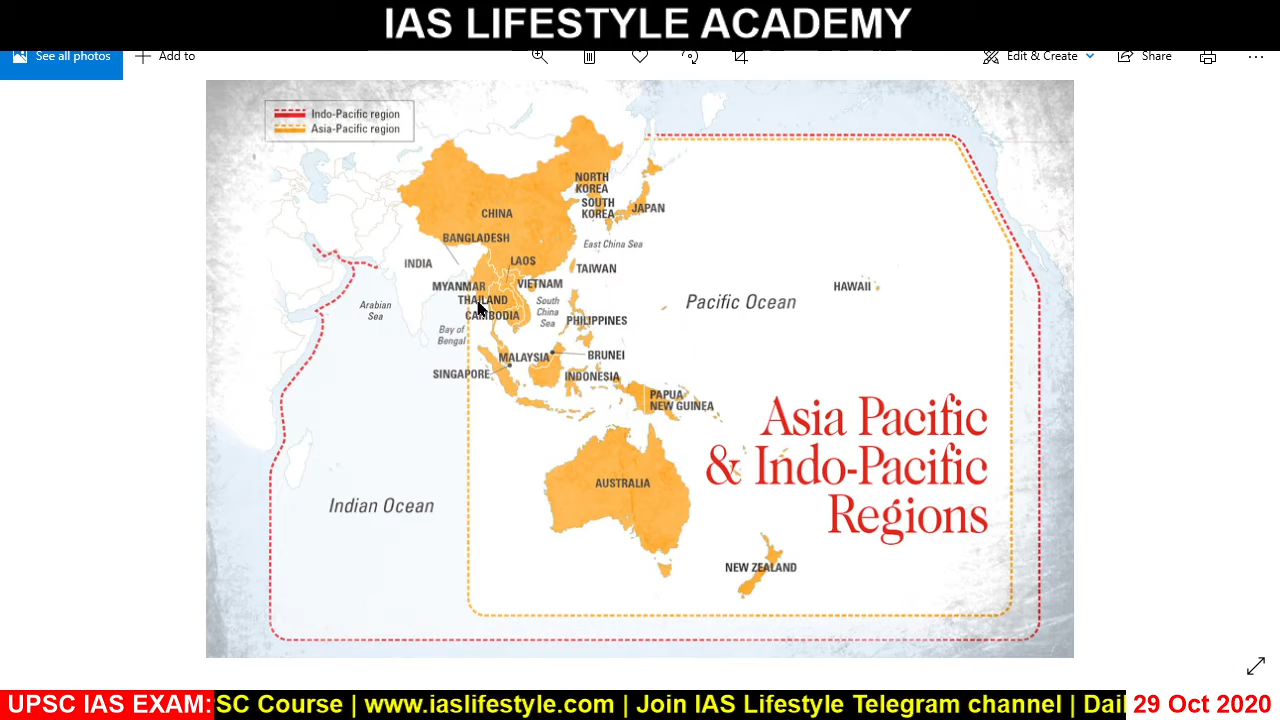 IAS LIFESTYLE ACADEMY
See all photos
Add to
Edit & Create
Share
Indo-Pacific region
Asia-Pacific region
NORTH
KOREA
SOUTH
KOREA
JAPAN
CHINA
BANGLADESH
East China Sea
INDIA
LAOS
TAIWAN
MYANMAR
VIETNAM
HAWAII
THAILAND
Arabian
Sea
South
China
Sea
Pacific Ocean
CAMBODIA
PHILIPPINES
Bay of
Bengal
MALAYSIA
BRUNEI
SINGAPORE
INDONESIA
PAPUA
NEW GUINEA
Asia Pacific
& Indo-Pacific
Regions
AUSTRALIA
Indian Ocean
NEW ZEALAND
UPSC IAS EXAM: SC Course | www.iaslifestyle.com | Join IAS Lifestyle Telegram channel | Dail 29 Oct 2020